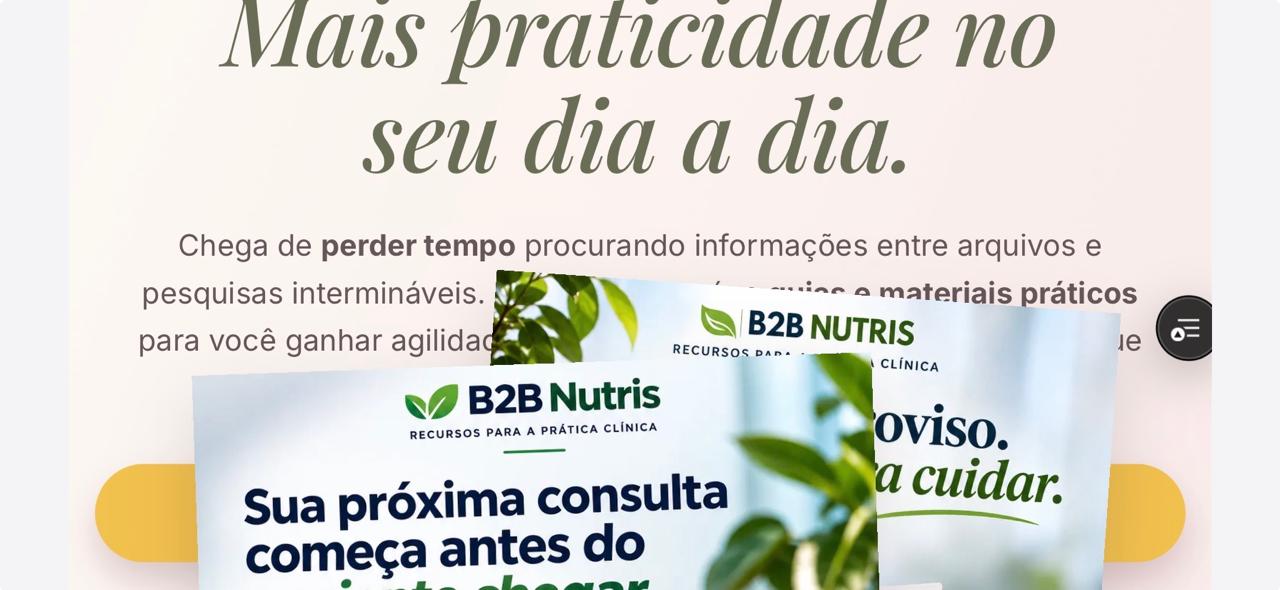 Mais praticidade no
seu dia a dia.
Chega de perder tempo procurando informações entre arquivos e
pesquisas intermináveis. guias e materiais práticos
para você ganhar
B2B NUTRIS
RECURSOS CLÍNICA
cuidar.
B2B Nutris
RECURSOS PARA A PRÁTICA CLÍNICA
Sua próxima consulta
começa antes do
chegar